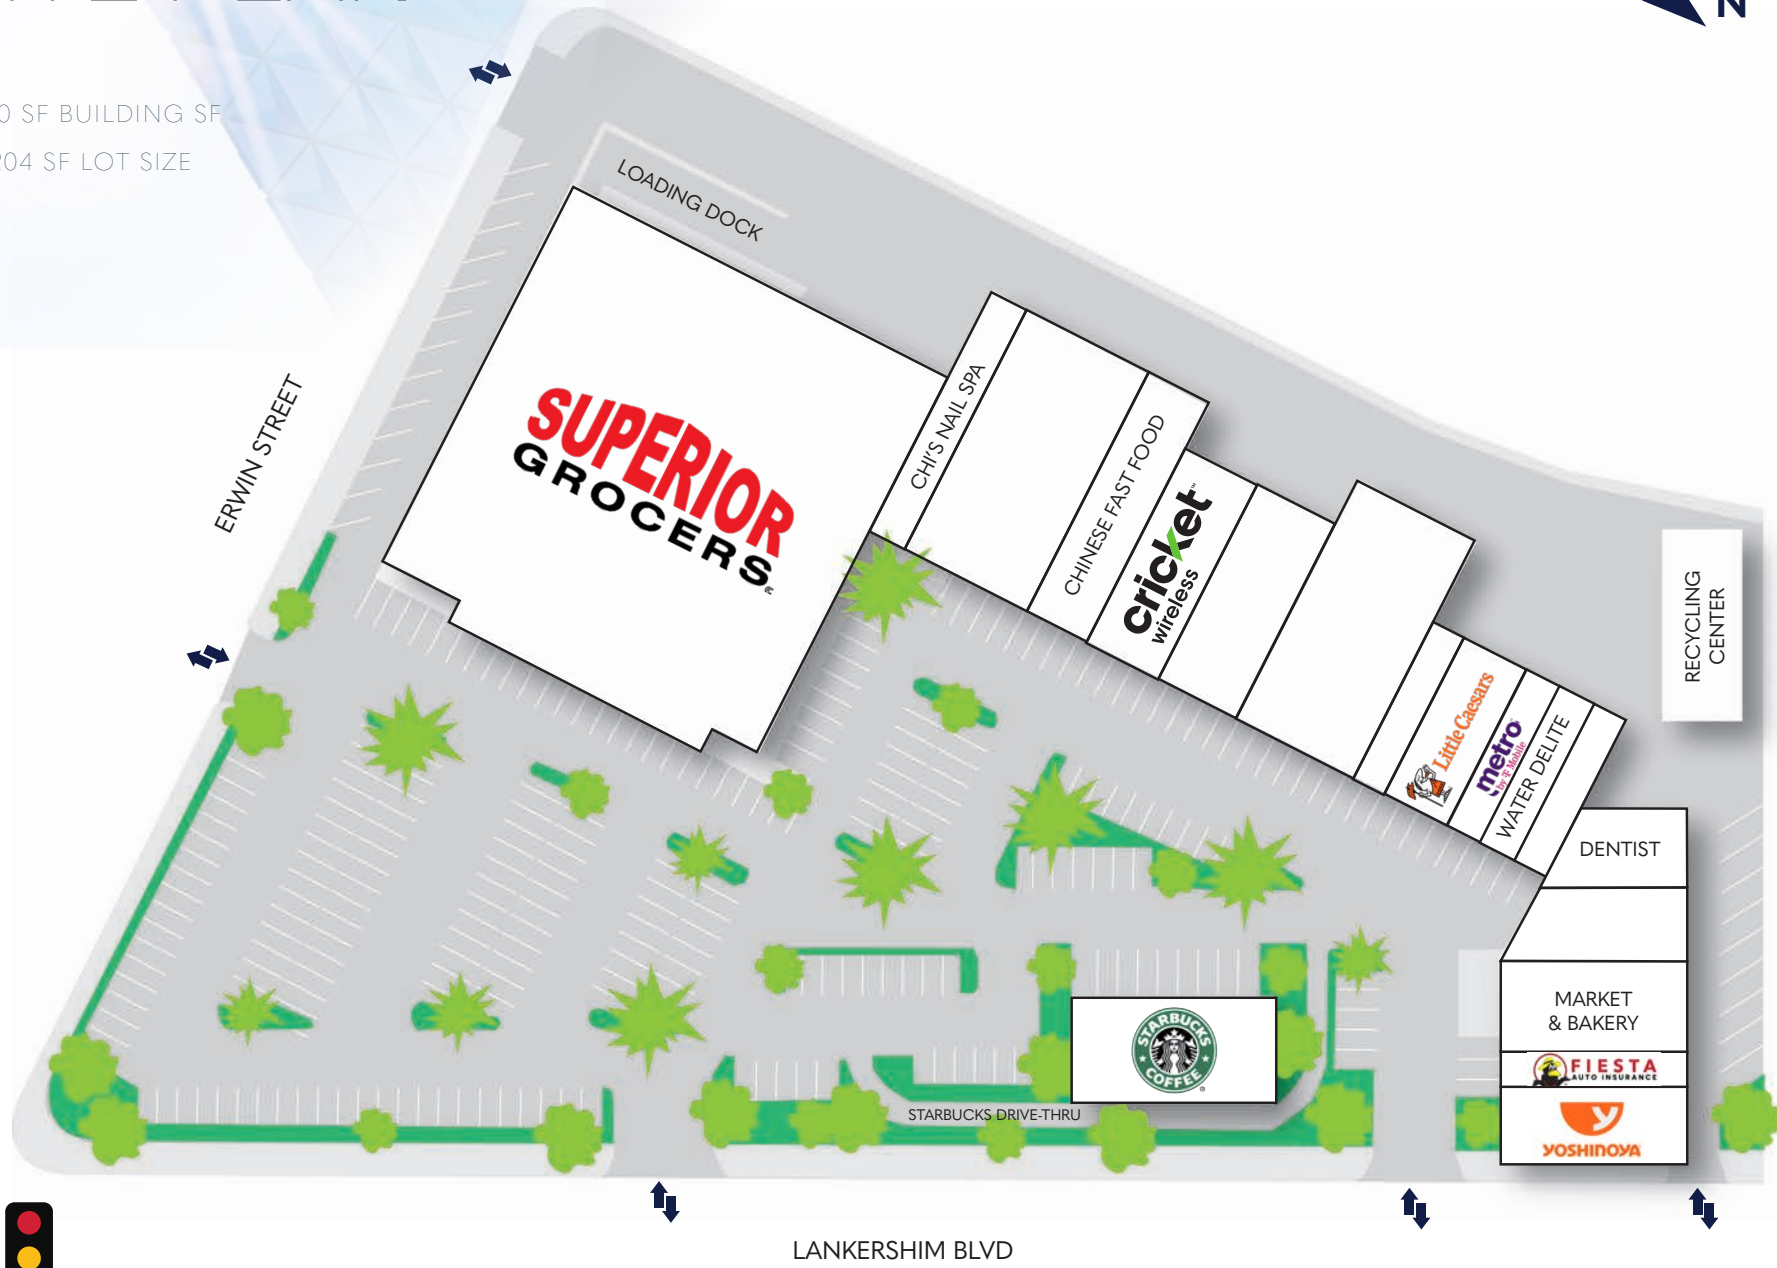 N
0 SF BUILDING SF
204 SF LOT SIZE
LOADING DOCK
ERWIN STREET
SUPERIOR
GROCERS
CHI'S NAIL SPA
CHINESE FAST FOOD
cricket
wireless
Little Caesars
metro
by T Mobile
WATER DELITE
RECYCLING
CENTER
DENTIST
MARKET
& BAKERY
FIESTA
AUTO INSURANCE
YOSHINOYA
STARBUCKS
COFFEE
STARBUCKS DRIVE-THRU
LANKERSHIM BLVD